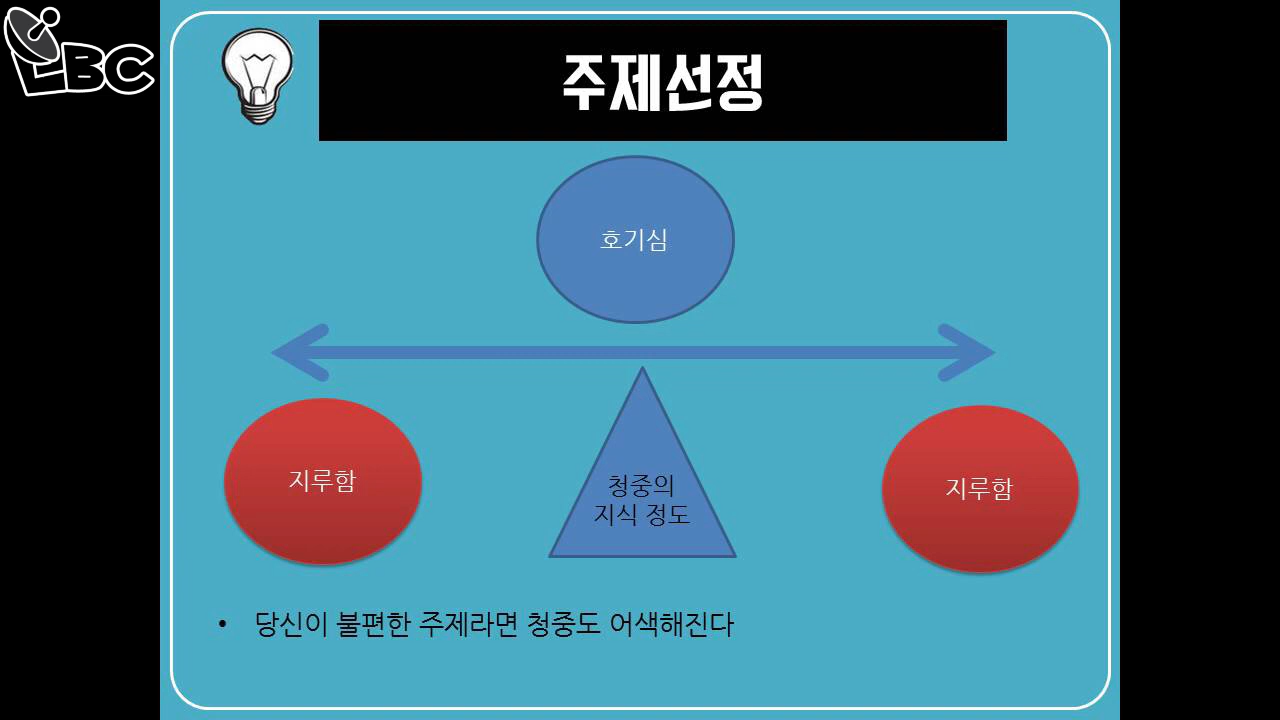 EBC
주제선정
호기심
지루함
청중의
지식 정도
지루함
• 당신이 불편한 주제라면 청중도 어색해진다